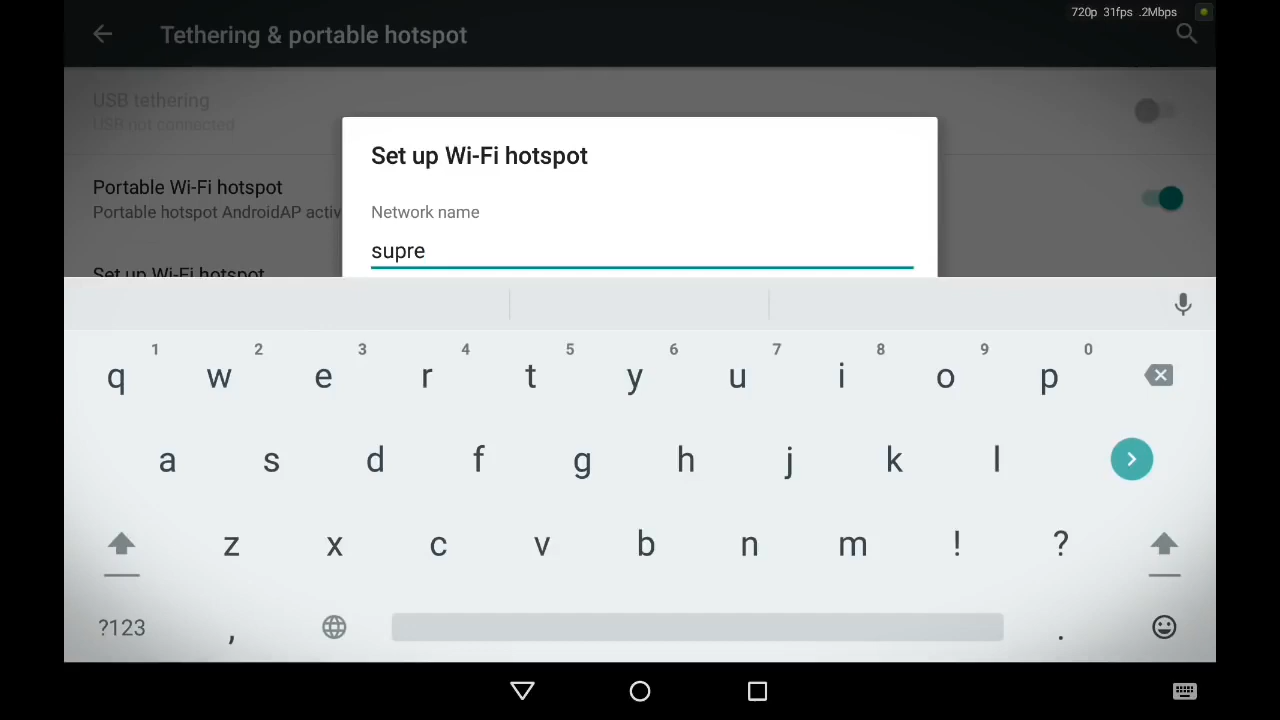 720p 31fps .2Mbps
Tethering & portable hotspot
USB tethering
USB not connected
Set up Wi-Fi hotspot
Portable Wi-Fi hotspot
Portable hotspot AndroidAP activ
Network name
supre
Set up Wi-Fi hotspot
1 2 3 4 5 6 7 8 9 0
q w e r t y u i o p
a s d f g h j k l
z x c v b n m ! ?
?123 , .